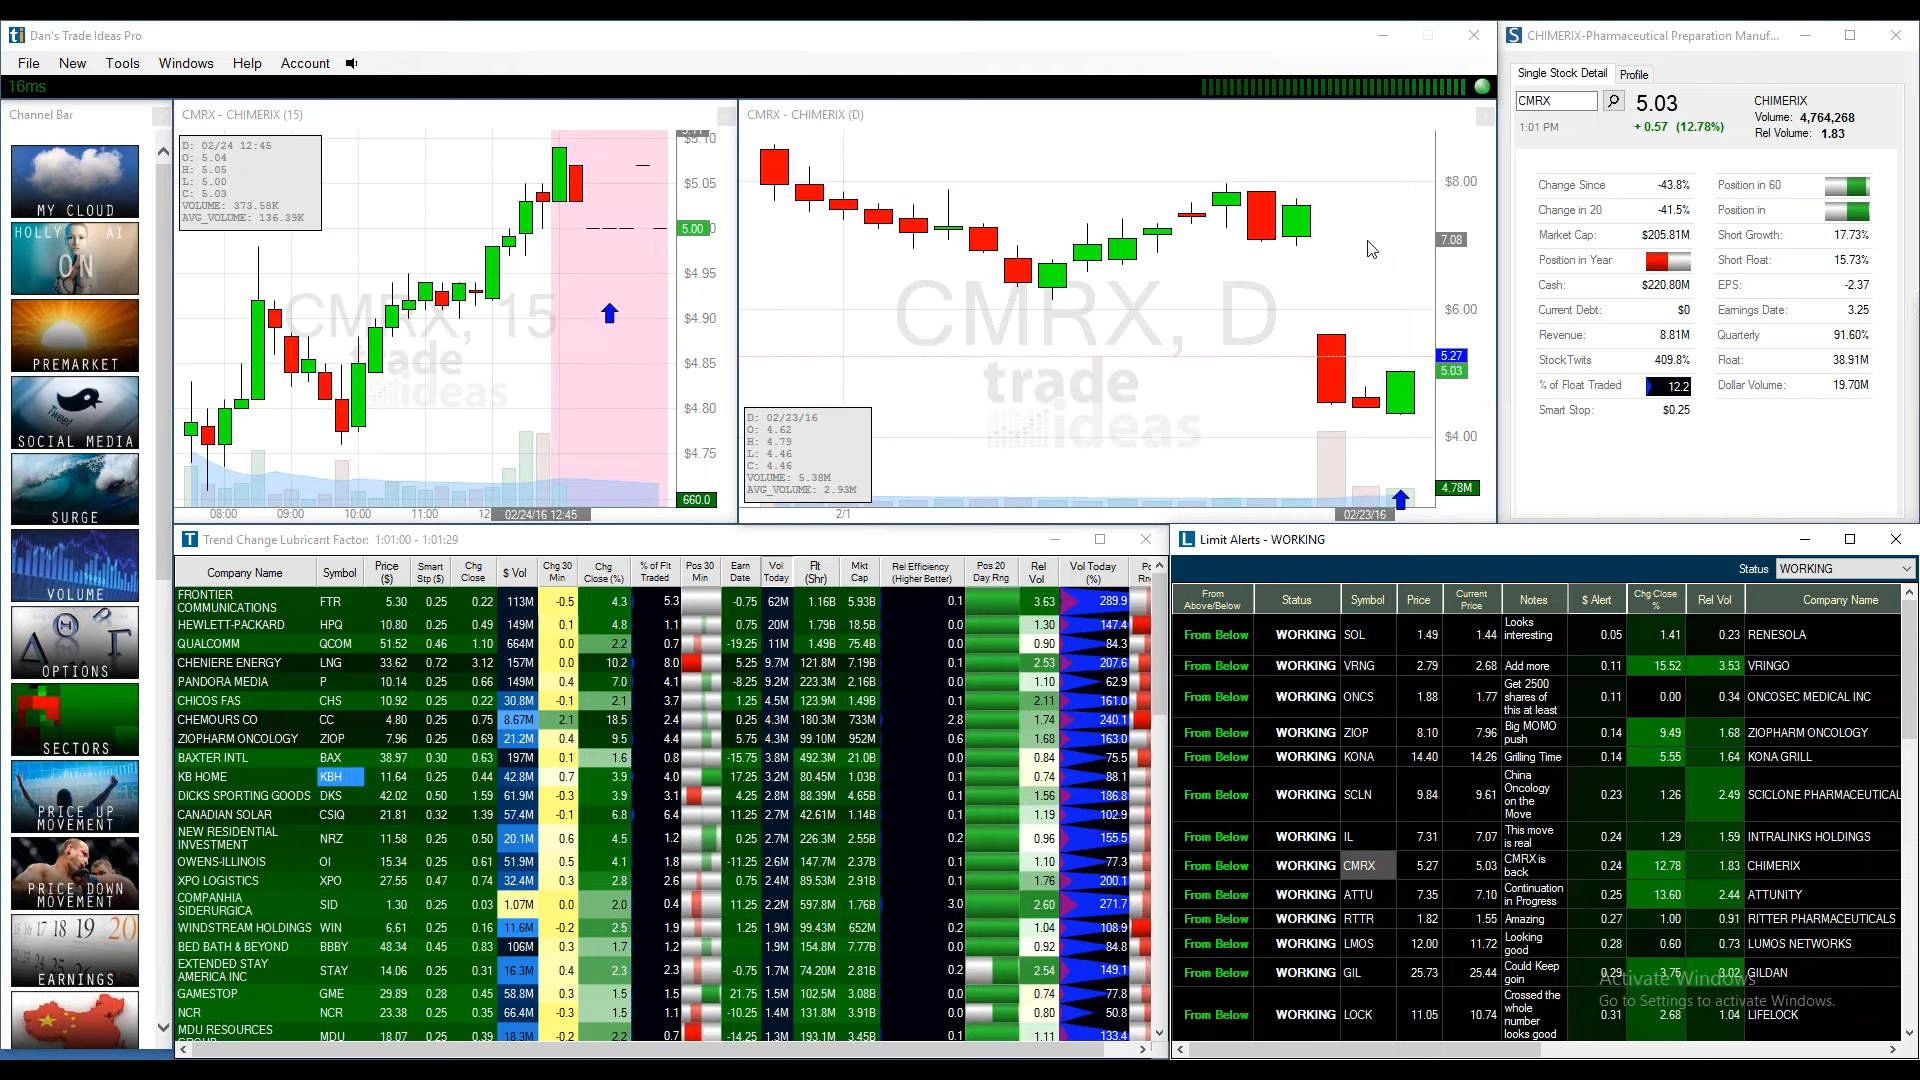 Dan's Trade Ideas Pro
File New Tools Windows Help Account
16ms
Channel Bar
MY CLOUD
HOLLY AI
ON
PREMARKET
Tweet
SOCIAL MEDIA
SURGE
VOLUME
OPTIONS
SECTORS
PRICE UP
MOVEMENT
PRICE DOWN
MOVEMENT
EARNINGS
CMRX - CHIMERIX (15)
D: 02/24 12:45
O: 5.04
H: 5.05
L: 5.00
C: 5.03
VOLUME: 373.58K
AVG_VOLUME: 136.39K
CMRX, 15
trade
ideas
$5.05
5.00
$4.95
$4.90
$4.85
$4.80
$4.75
660.0
08:00 09:00 10:00 11:00 02/24/16 12:45
CMRX - CHIMERIX (D)
CMRX, D
trade
ideas
D: 02/23/16
O: 4.62
H: 4.79
L: 4.46
C: 4.46
VOLUME: 5.38M
AVG_VOLUME: 2.93M
$8.00
7.08
$6.00
5.27
5.03
$4.00
4.78M
2/1 02/23/16
CHIMERIX-Pharmaceutical Preparation Manuf...
Single Stock Detail Profile
CMRX 5.03 CHIMERIX
1:01 PM + 0.57 (12.78%) Volume: 4,764,268
Rel Volume: 1.83
Change Since -43.8% Position in 60
Change in 20 -41.5% Position in
Market Cap: $205.81M Short Growth: 17.73%
Position in Year Short Float: 15.73%
Cash: $220.80M EPS: -2.37
Current Debt: $0 Earnings Date: 3.25
Revenue: 8.81M Quarterly 91.60%
StockTwits 409.8% Float: 38.91M
% of Float Traded 12.2 Dollar Volume: 19.70M
Smart Stop: $0.25
Trend Change Lubricant Factor: 1:01:00 - 1:01:29
Company Name Symbol Price ($) Smart Stp ($) Chg Close $ Vol Chg 30 Min Chg Close (%) % of Flt Traded Pos 30 Min Earn Date Vol Today Flt (Shr) Mkt Cap Rel Efficiency (Higher Better) Pos 20 Day Rng Rel Vol Vol Today (%)
FRONTIER COMMUNICATIONS FTR 5.30 0.25 0.22 113M -0.5 4.3 5.3 -0.75 62M 1.16B 5.93B 0.1 3.63 289.9
HEWLETT-PACKARD HPQ 10.80 0.25 0.49 149M 0.1 4.8 1.1 0.75 20M 1.79B 18.5B 0.0 1.30 147.4
QUALCOMM QCOM 51.52 0.46 1.10 664M 0.0 2.2 0.7 -19.25 11M 1.49B 75.4B 0.0 0.90 84.3
CHENIERE ENERGY LNG 33.62 0.72 3.12 157M 0.0 10.2 8.0 5.25 9.7M 121.8M 7.19B 0.1 2.53 207.6
PANDORA MEDIA P 10.14 0.25 0.66 149M 0.4 7.0 4.1 -8.25 9.2M 223.3M 2.16B 0.1 1.10 62.9
CHICOS FAS CHS 10.92 0.25 0.22 30.8M -0.1 2.1 3.7 1.25 4.5M 123.9M 1.49B 0.1 2.11 161.0
CHEMOURS CO CC 4.80 0.25 0.75 8.67M 2.1 18.5 2.4 0.25 4.3M 180.3M 733M 2.8 1.74 240.1
ZIOPHARM ONCOLOGY ZIOP 7.96 0.25 0.69 21.2M 0.4 9.5 4.4 5.75 4.3M 99.10M 952M 0.6 1.68 163.0
BAXTER INTL BAX 38.97 0.30 0.63 197M 0.1 1.6 0.8 -15.75 3.8M 492.3M 21.0B 0.0 0.84 75.5
KB HOME KBH 11.64 0.25 0.44 42.8M 0.7 3.9 4.0 17.25 3.2M 80.45M 1.03B 0.1 0.74 88.1
DICKS SPORTING GOODS DKS 42.02 0.50 1.59 61.9M -0.3 3.9 3.1 4.25 2.8M 88.39M 4.65B 0.1 1.56 186.8
CANADIAN SOLAR CSIQ 21.81 0.32 1.39 57.4M -0.1 6.8 6.4 11.25 2.7M 42.61M 1.14B 0.1 1.19 102.9
NEW RESIDENTIAL INVESTMENT NRZ 11.58 0.25 0.50 20.1M 0.6 4.5 1.2 0.25 2.7M 226.3M 2.55B 0.2 0.96 155.5
OWENS-ILLINOIS OI 15.34 0.25 0.61 51.9M 0.5 4.1 1.8 -11.25 2.6M 147.7M 2.37B 0.1 1.10 77.3
XPO LOGISTICS XPO 27.55 0.47 0.74 32.4M 0.3 2.8 2.6 0.75 2.4M 89.53M 2.91B 0.1 1.76 200.1
COMPANHIA SIDERURGICA SID 1.30 0.25 0.03 1.07M 0.0 2.0 0.4 11.25 2.2M 597.8M 1.76B 3.0 2.60 271.7
WINDSTREAM HOLDINGS WIN 6.61 0.25 0.16 11.6M -0.2 2.5 1.9 1.25 1.9M 99.43M 652M 0.2 1.04 108.9
BED BATH & BEYOND BBBY 48.34 0.45 0.83 106M 0.3 1.7 1.2 1.9M 154.8M 7.77B 0.0 0.92 84.8
EXTENDED STAY AMERICA INC STAY 14.06 0.25 0.31 16.3M 0.4 2.3 2.3 -0.75 1.7M 74.20M 2.81B 0.2 2.54 149.1
GAMESTOP GME 29.89 0.28 0.45 58.8M 0.3 1.5 1.5 21.75 1.5M 102.5M 3.08B 0.0 0.74 77.8
NCR NCR 23.38 0.25 0.35 66.4M 0.3 1.5 1.1 -10.25 1.4M 131.8M 3.91B 0.0 0.80 50.8
MDU RESOURCES MDU 18.07 0.25 0.39 18.3M -0.2 2.2 0.7 -14.25 1.3M 193.1M 3.45B 0.1 1.11 133.4
Limit Alerts - WORKING
Status WORKING
From Above/Below Status Symbol Price Current Price Notes $ Alert Chg Close % Rel Vol Company Name
From Below WORKING SOL 1.49 1.44 Looks interesting 0.05 1.41 0.23 RENESOLA
From Below WORKING VRNG 2.79 2.68 Add more 0.11 15.52 3.53 VRINGO
From Below WORKING ONCS 1.88 1.77 Get 2500 shares of this at least 0.11 0.00 0.34 ONCOSEC MEDICAL INC
From Below WORKING ZIOP 8.10 7.96 Big MOMO push 0.14 9.49 1.68 ZIOPHARM ONCOLOGY
From Below WORKING KONA 14.40 14.26 Grilling Time 0.14 5.55 1.64 KONA GRILL
From Below WORKING SCLN 9.84 9.61 China Oncology on the Move 0.23 1.26 2.49 SCICLONE PHARMACEUTICAL
From Below WORKING IL 7.31 7.07 This move is real 0.24 1.29 1.59 INTRALINKS HOLDINGS
From Below WORKING CMRX 5.27 5.03 CMRX is back 0.24 12.78 1.83 CHIMERIX
From Below WORKING ATTU 7.35 7.10 Continuation in Progress 0.25 13.60 2.44 ATTUNITY
From Below WORKING RTTR 1.82 1.55 Amazing 0.27 1.00 0.91 RITTER PHARMACEUTICALS
From Below WORKING LMOS 12.00 11.72 Looking good 0.28 0.60 0.73 LUMOS NETWORKS
From Below WORKING GIL 25.73 25.44 Could Keep goin 0.29 3.75 3.02 GILDAN
From Below WORKING LOCK 11.05 10.74 Crossed the whole number looks good 0.31 2.68 1.04 LIFELOCK
Activate Windows
Go to Settings to activate Windows.